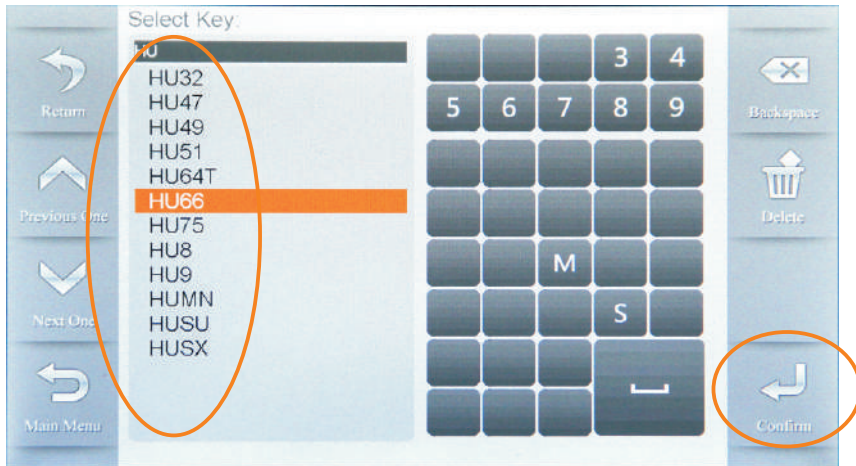 Select Key:
HU
HU32
HU47
HU49
HU51
HU64T
HU66
HU75
HU8
HU9
HUMN
HUSU
HUSX
Return
Previous One
Next One
Main Menu
3 4
5 6 7 8 9
M
S
Backspace
Delete
Confirm